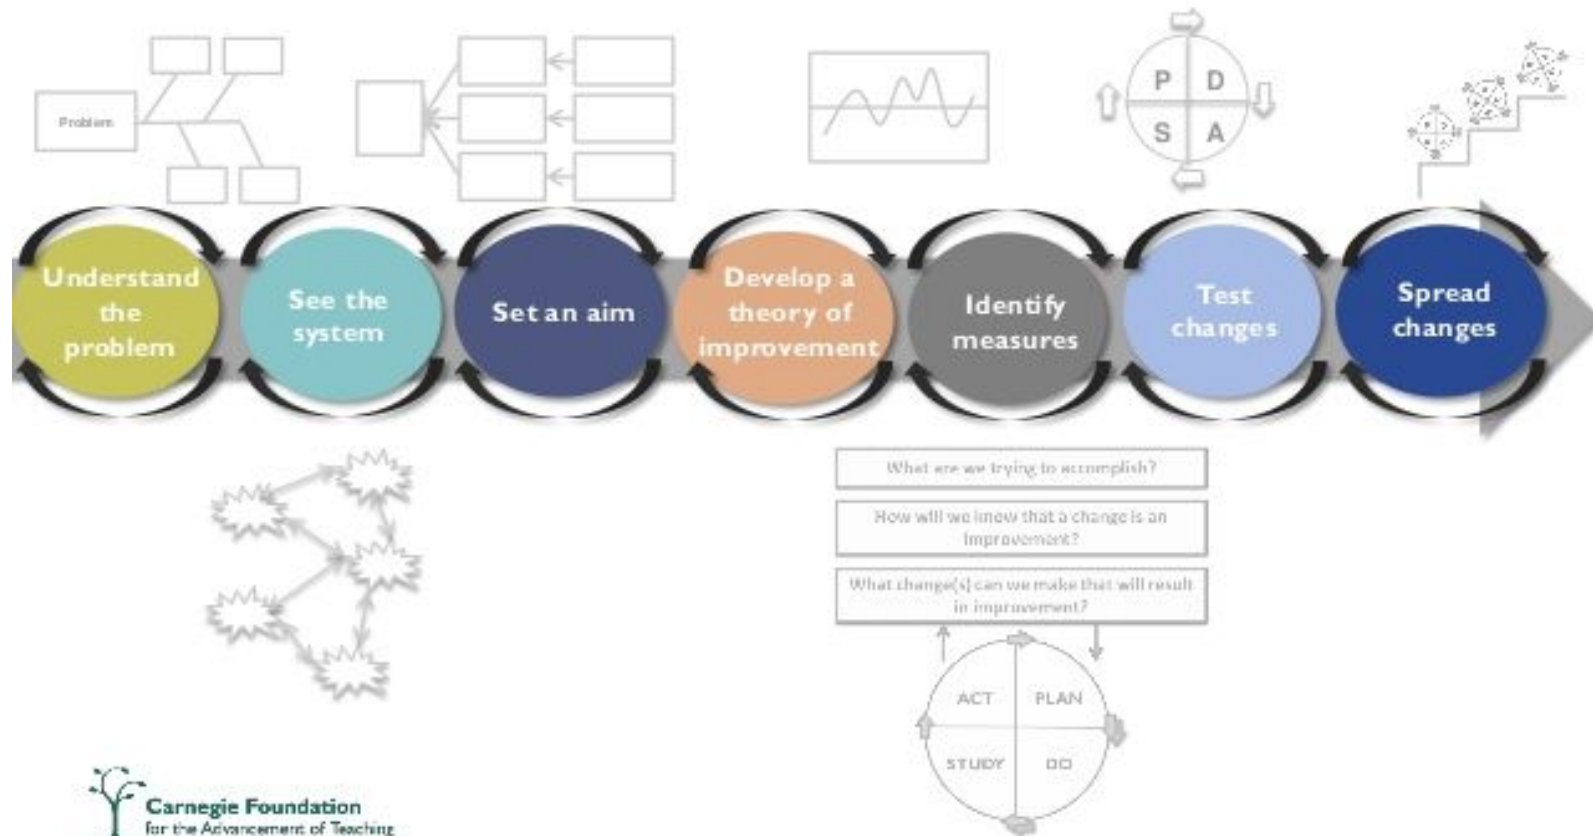 Problem
P D
S A
Understand
the
problem
See the
system
Set an aim
Develop a
theory of
improvement
Identify
measures
Test
changes
Spread
changes
What are we trying to accomplish?
How will we know that a change is an
improvement?
What change(s) can we make that will result
in improvement?
ACT PLAN
STUDY DO
Carnegie Foundation
for the Advancement of Teaching